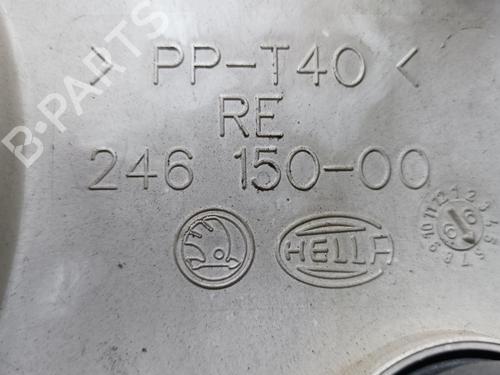 B-PARTS
> PP-T40 <
RE
246 150-00
HELLA